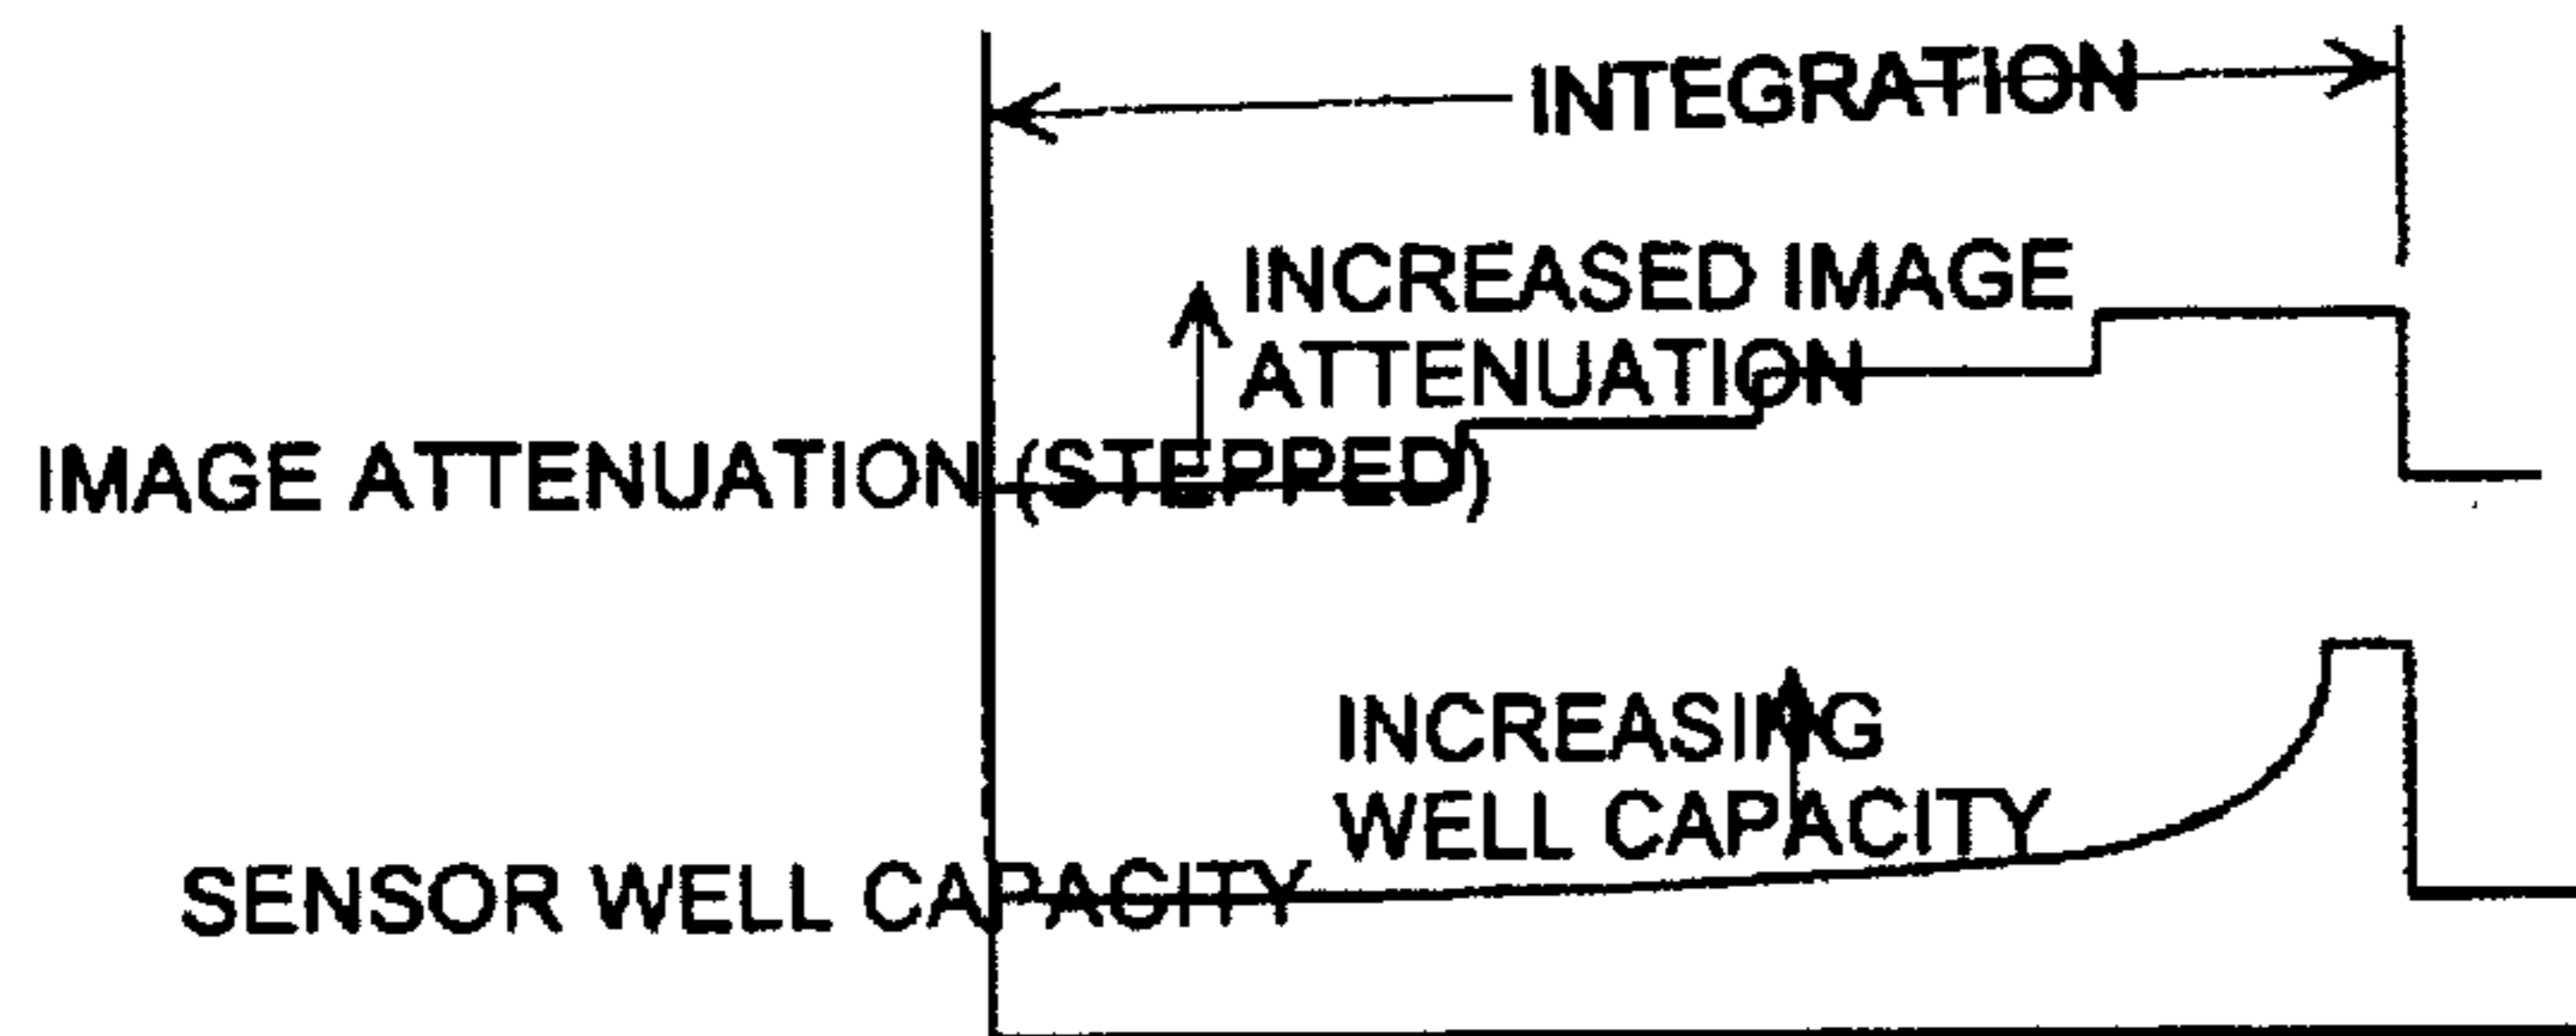 INTEGRATION
INCREASED IMAGE
ATTENUATION
IMAGE ATTENUATION (STEPPED)
INCREASING
WELL CAPACITY
SENSOR WELL CAPACITY